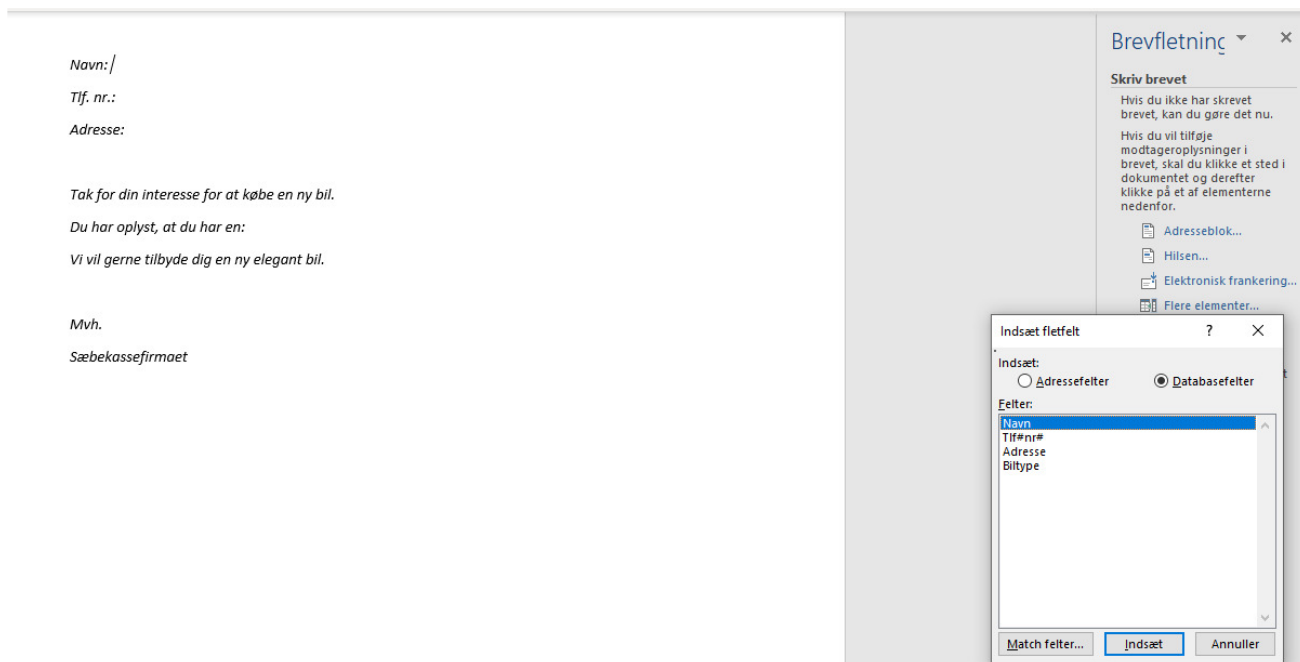 Navn:
Tlf. nr.:
Adresse:
Tak for din interesse for at købe en ny bil.
Du har oplyst, at du har en:
Vi vil gerne tilbyde dig en ny elegant bil.
Mvh.
Sæbekassefirmaet
Brevfletning
Skriv brevet
Hvis du ikke har skrevet
brevet, kan du gøre det nu.
Hvis du vil tilføje
modtageroplysninger i
brevet, skal du klikke et sted i
dokumentet og derefter
klikke på et af elementerne
nedenfor.
Adresseblok...
Hilsen...
Elektronisk frankering...
Flere elementer...
Indsæt fletfelt
?
Indsæt:
Adressefelter
Databasefelter
Felter:
Navn
Tlf#nr#
Adresse
Biltype
Match felter...
Indsæt
Annuller